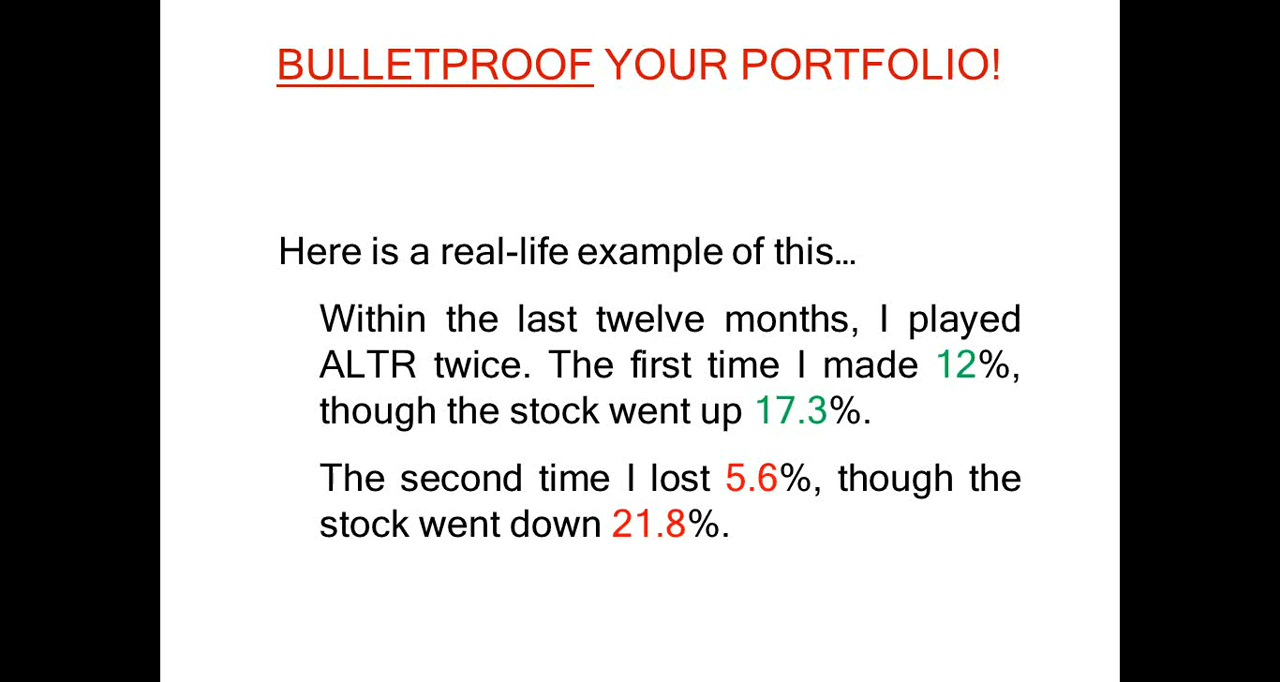 BULLETPROOF YOUR PORTFOLIO!
Here is a real-life example of this...
Within the last twelve months, I played
ALTR twice. The first time I made 12%,
though the stock went up 17.3%.
The second time I lost 5.6%, though the
stock went down 21.8%.